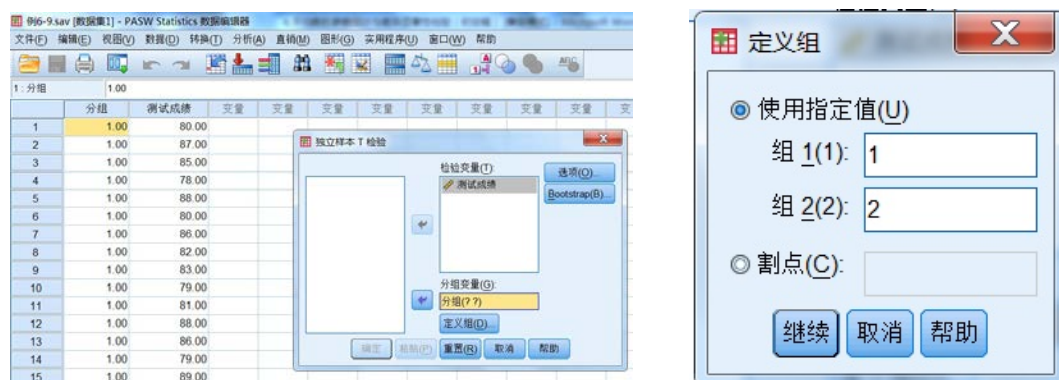 例6-9.sav [数据集1] - PASW Statistics 数据编辑器
文件(F) 编辑(E) 视图(V) 数据(D) 转换(T) 分析(A) 直销(M) 图形(G) 实用程序(U) 窗口(W) 帮助
1 : 分组 1.00
分组 测试成绩 变量 变量 变量 变量 变量 变量 变量 变量 变
1 1.00 80.00
2 1.00 87.00
3 1.00 85.00
4 1.00 78.00
5 1.00 88.00
6 1.00 80.00
7 1.00 86.00
8 1.00 82.00
9 1.00 83.00
10 1.00 79.00
11 1.00 81.00
12 1.00 88.00
13 1.00 86.00
14 1.00 79.00
15 1.00 89.00
独立样本 T 检验
检验变量(T):
测试成绩
选项(O)...
Bootstrap(B)...
分组变量(G):
分组(? ?)
定义组(D)...
确定 粘贴(P) 重置(R) 取消 帮助
定义组
使用指定值(U)
组 1(1): 1
组 2(2): 2
割点(C):
继续 取消 帮助